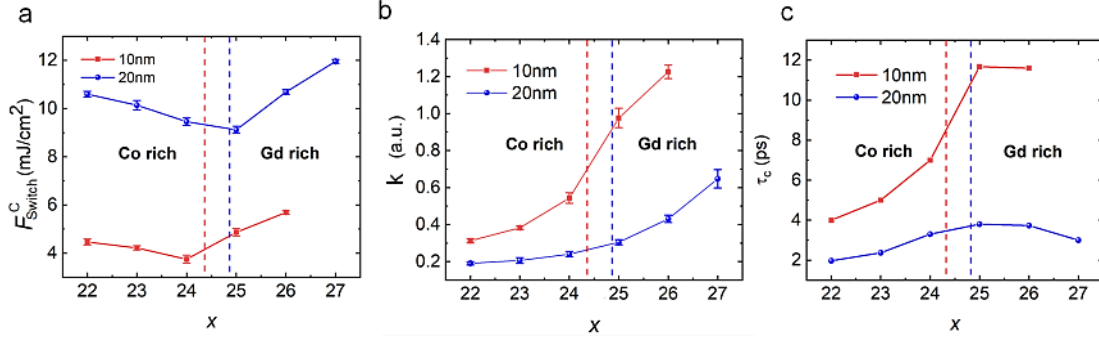 a
F^C_Switch (mJ/cm²)
12
10
8
6
4
10nm
20nm
Co rich
Gd rich
22 23 24 25 26 27
x
b
k (a.u.)
1.4
1.2
1.0
0.8
0.6
0.4
0.2
10nm
20nm
Co rich
Gd rich
22 23 24 25 26 27
x
c
τ_c (ps)
12
10
8
6
4
2
10nm
20nm
Co rich
Gd rich
22 23 24 25 26 27
x